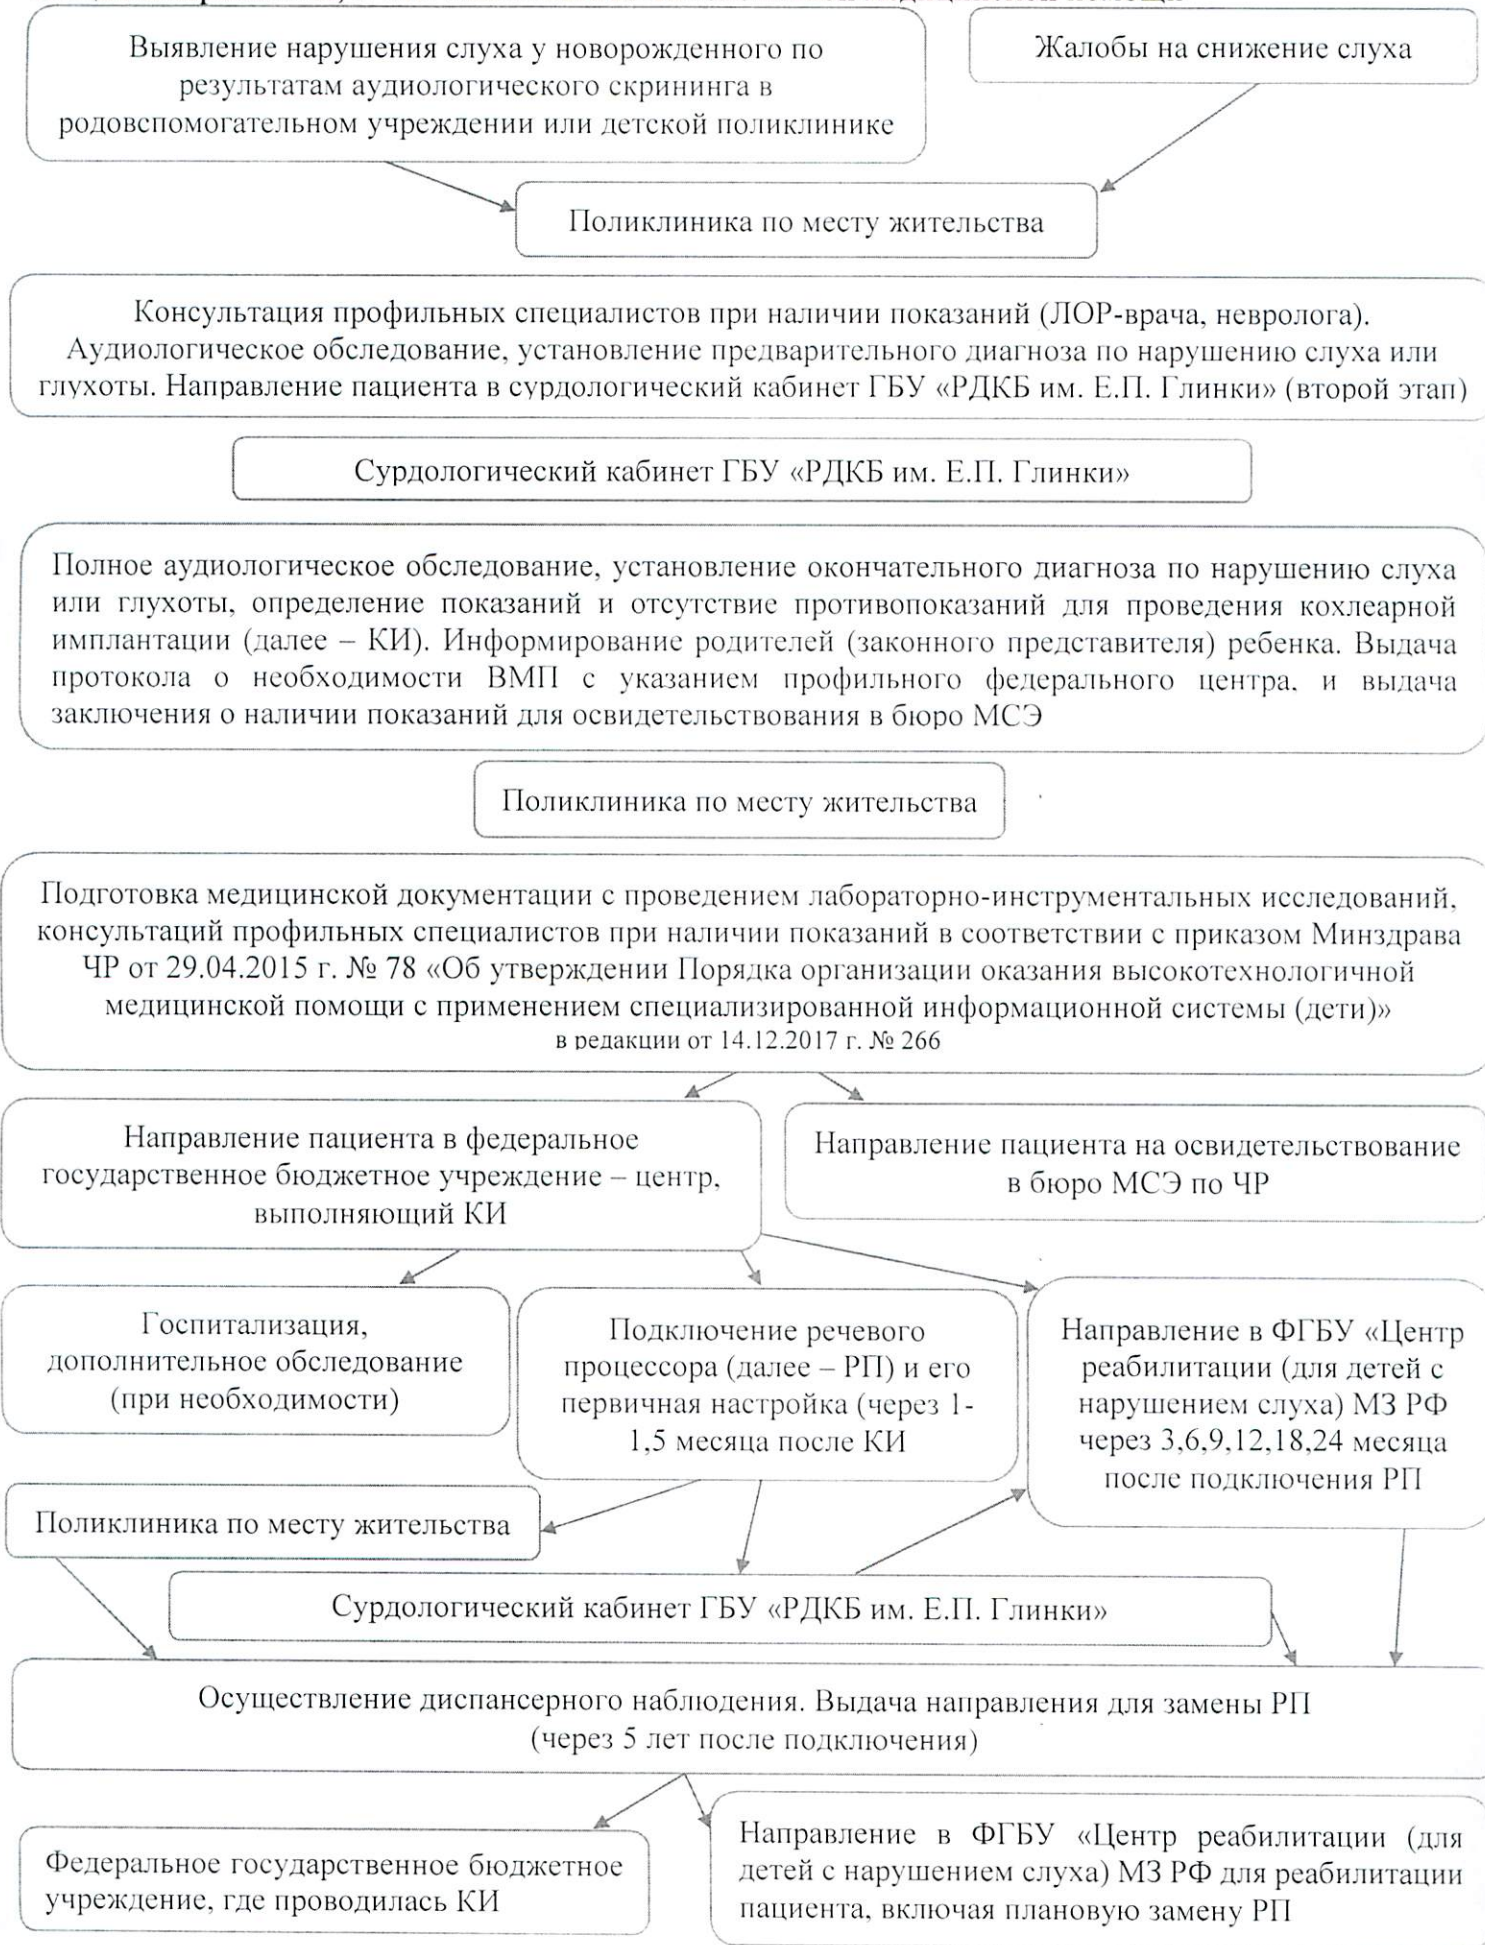 Выявление нарушения слуха у новорожденного по
результатам аудиологического скрининга в
родовспомогательном учреждении или детской поликлинике
Жалобы на снижение слуха
Поликлиника по месту жительства
Консультация профильных специалистов при наличии показаний (ЛОР-врача, невролога).
Аудиологическое обследование, установление предварительного диагноза по нарушению слуха или
глухоты. Направление пациента в сурдологический кабинет ГБУ «РДКБ им. Е.П. Глинки» (второй этап)
Сурдологический кабинет ГБУ «РДКБ им. Е.П. Глинки»
Полное аудиологическое обследование, установление окончательного диагноза по нарушению слуха
или глухоты, определение показаний и отсутствие противопоказаний для проведения кохлеарной
имплантации (далее – КИ). Информирование родителей (законного представителя) ребенка. Выдача
протокола о необходимости ВМП с указанием профильного федерального центра, и выдача
заключения о наличии показаний для освидетельствования в бюро МСЭ
Поликлиника по месту жительства
Подготовка медицинской документации с проведением лабораторно-инструментальных исследований,
консультаций профильных специалистов при наличии показаний в соответствии с приказом Минздрава
ЧР от 29.04.2015 г. № 78 «Об утверждении Порядка организации оказания высокотехнологичной
медицинской помощи с применением специализированной информационной системы (дети)»
в редакции от 14.12.2017 г. № 266
Направление пациента в федеральное
государственное бюджетное учреждение – центр,
выполняющий КИ
Направление пациента на освидетельствование
в бюро МСЭ по ЧР
Госпитализация,
дополнительное обследование
(при необходимости)
Подключение речевого
процессора (далее – РП) и его
первичная настройка (через 1-
1,5 месяца после КИ
Направление в ФГБУ «Центр
реабилитации (для детей с
нарушением слуха) МЗ РФ
через 3,6,9,12,18,24 месяца
после подключения РП
Поликлиника по месту жительства
Сурдологический кабинет ГБУ «РДКБ им. Е.П. Глинки»
Осуществление диспансерного наблюдения. Выдача направления для замены РП
(через 5 лет после подключения)
Федеральное государственное бюджетное
учреждение, где проводилась КИ
Направление в ФГБУ «Центр реабилитации (для
детей с нарушением слуха) МЗ РФ для реабилитации
пациента, включая плановую замену РП